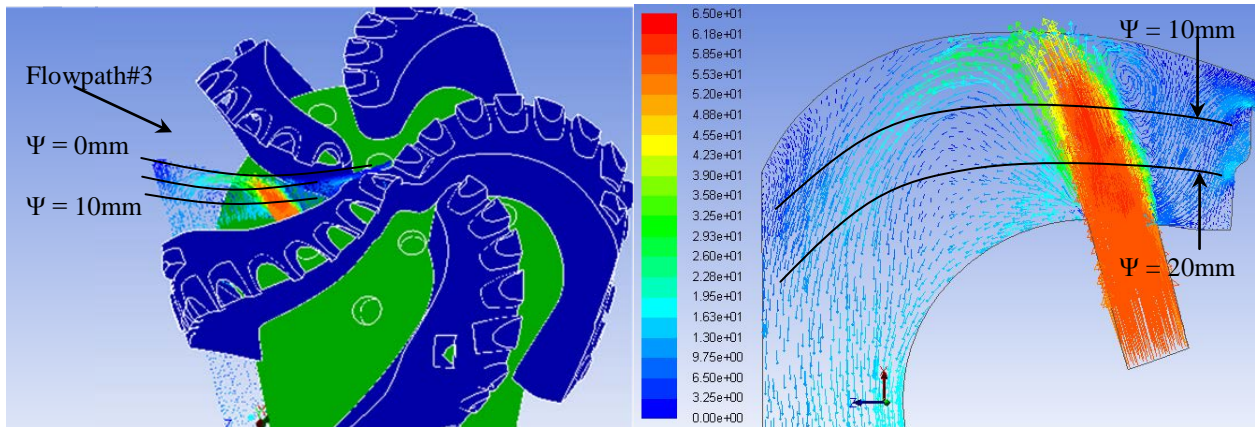 Flowpath#3
Ψ = 0mm
Ψ = 10mm
6.50e+01
6.18e+01
5.85e+01
5.53e+01
5.20e+01
4.88e+01
4.55e+01
4.23e+01
3.90e+01
3.58e+01
3.25e+01
2.93e+01
2.60e+01
2.28e+01
1.95e+01
1.63e+01
1.30e+01
9.75e+00
6.50e+00
3.25e+00
0.00e+00
Ψ = 10mm
Ψ = 20mm
Z